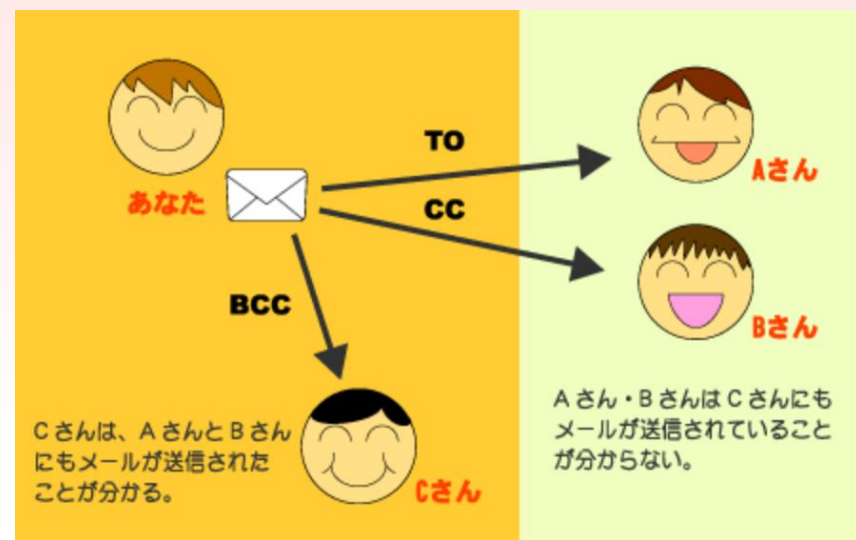 あなた
TO
Aさん
CC
Bさん
BCC
Cさんは、AさんとBさん
にもメールが送信された
ことが分かる。
Cさん
Aさん・BさんはCさんにも
メールが送信されていること
が分からない。